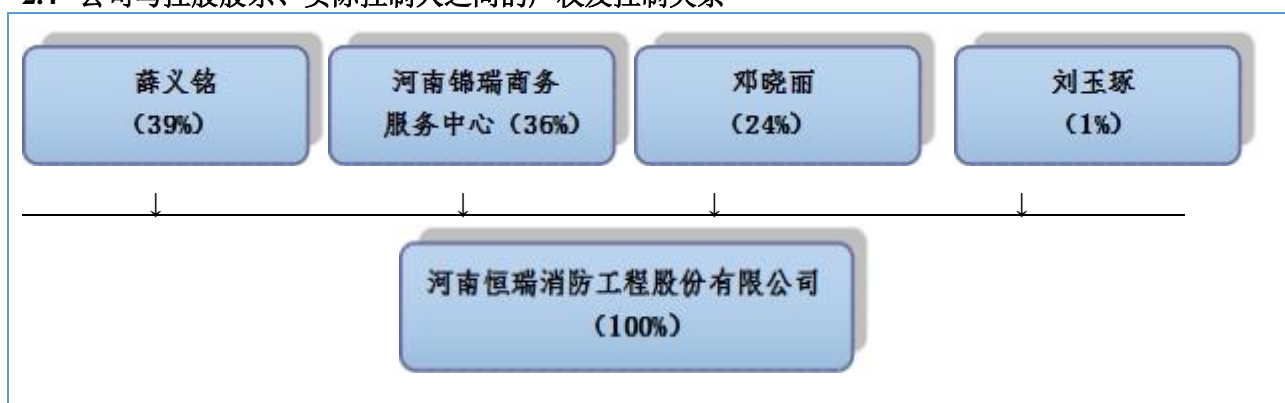 2.4 公司与控股股东、实际控制人之间的产权及控制关系
薛义铭
(39%)
河南锦瑞商务
服务中心（36%）
邓晓丽
(24%)
刘玉琢
(1%)
↓ ↓ ↓ ↓
河南恒瑞消防工程股份有限公司
(100%)